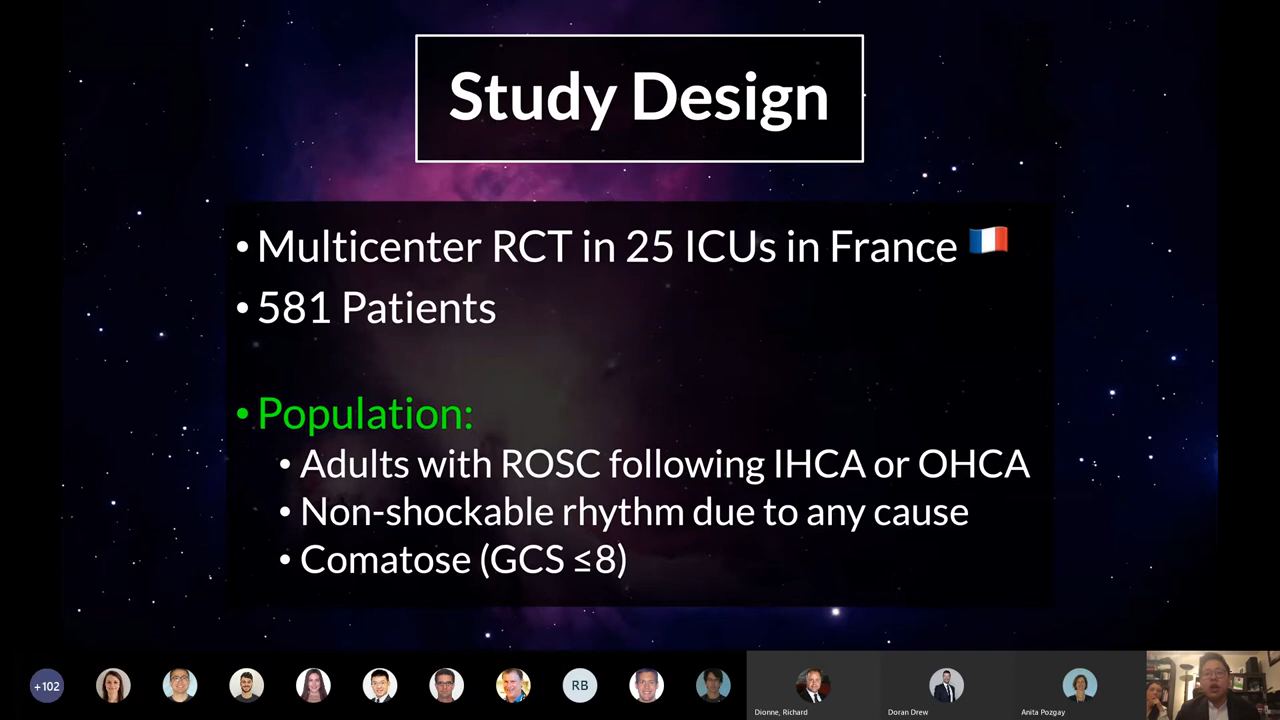 Study Design
• Multicenter RCT in 25 ICUs in France 🇫🇷
• 581 Patients
• Population:
• Adults with ROSC following IHCA or OHCA
• Non-shockable rhythm due to any cause
• Comatose (GCS ≤8)
+102
RB
Dionne, Richard
Doran Drew
Anita Pozgay